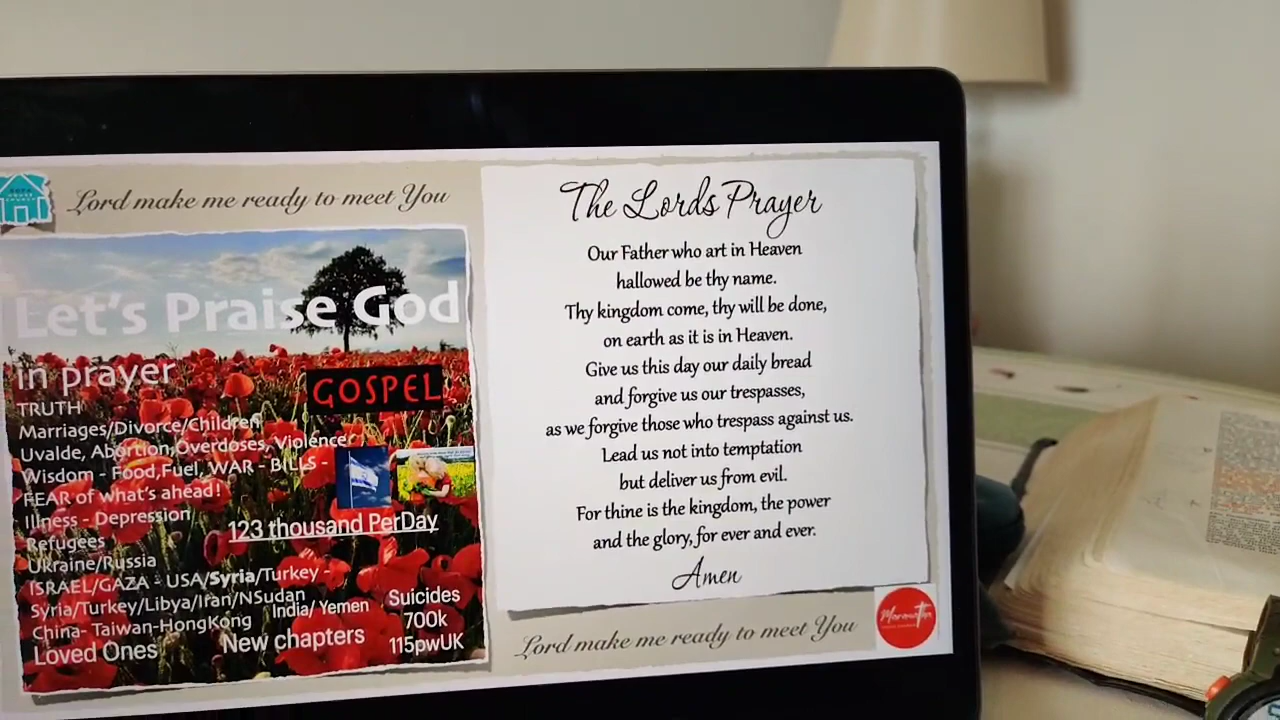 Lord make me ready to meet You
Let's Praise God
in prayer
GOSPEL
TRUTH
Marriages/Divorce/Children
Uvalde, Abortion,Overdoses, Violence
Wisdom - Food,Fuel, WAR - BILLS -
FEAR of what's ahead!
Illness - Depression
123 thousand PerDay
Refugees
Ukraine/Russia
ISRAEL/GAZA - USA/Syria/Turkey -
Syria/Turkey/Libya/Iran/NSudan
India/ Yemen
China- Taiwan-HongKong
Loved Ones
New chapters
Suicides
700k
115pwUK
The Lords Prayer
Our Father who art in Heaven
hallowed be thy name.
Thy kingdom come, thy will be done,
on earth as it is in Heaven.
Give us this day our daily bread
and forgive us our trespasses,
as we forgive those who trespass against us.
Lead us not into temptation
but deliver us from evil.
For thine is the kingdom, the power
and the glory, for ever and ever.
Amen
Lord make me ready to meet You